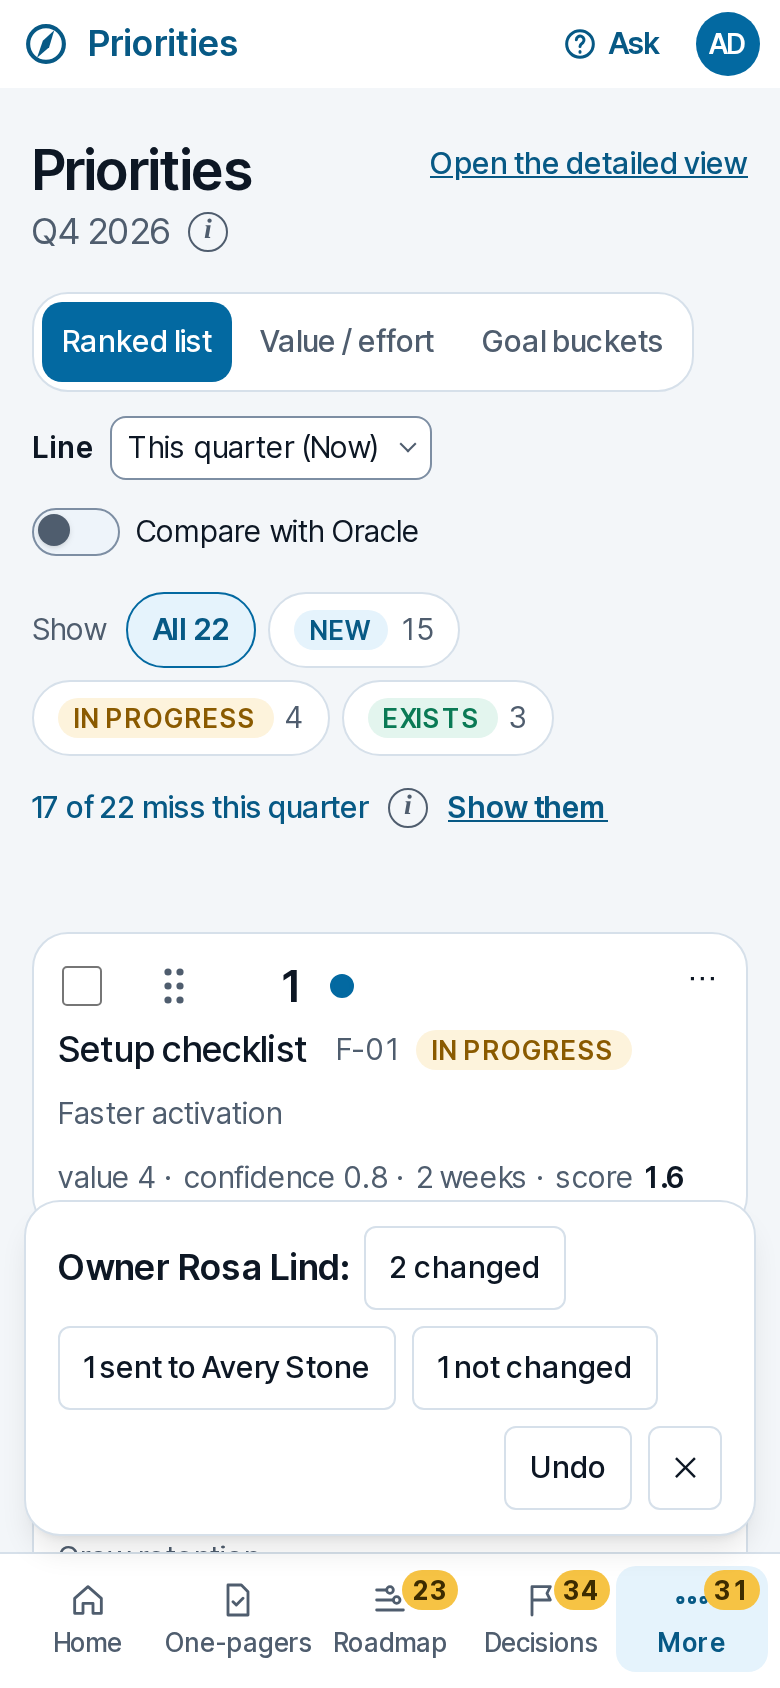 Priorities
Ask
AD
Priorities
Open the detailed view
Q4 2026 i
Ranked list
Value / effort
Goal buckets
Line
This quarter (Now)
Compare with Oracle
Show
All 22
NEW 15
IN PROGRESS 4
EXISTS 3
17 of 22 miss this quarter i Show them
1
...
Setup checklist F-01 IN PROGRESS
Faster activation
value 4 · confidence 0.8 · 2 weeks · score 1.6
Owner Rosa Lind:
2 changed
1 sent to Avery Stone
1 not changed
Undo
23
34
31
Home
One-pagers
Roadmap
Decisions
More